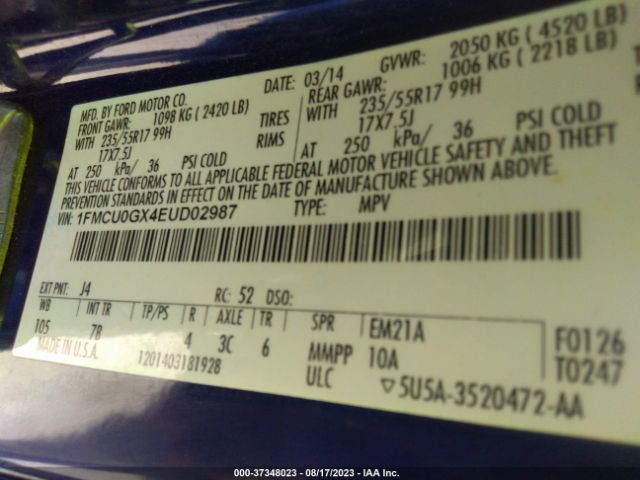 MFD. BY FORD MOTOR CO. DATE: 03/14 GVWR: 2050 KG ( 4520 LB)
FRONT GAWR: 1098 KG ( 2420 LB) REAR GAWR: 1006 KG ( 2218 LB)
WITH 235/55R17 99H TIRES WITH 235/55R17 99H
17X7.5J RIMS 17X7.5J
AT 250 kPa/ 36 PSI COLD AT 250 kPa/ 36 PSI COLD
THIS VEHICLE CONFORMS TO ALL APPLICABLE FEDERAL MOTOR VEHICLE SAFETY AND THEFT
PREVENTION STANDARDS IN EFFECT ON THE DATE OF MANUFACTURE SHOWN ABOVE.
VIN: 1FMCU0GX4EUD02987 TYPE: MPV
EXT PNT: J4 RC: 52 DSO:
WB INT TR TP/PS R AXLE TR SPR EM21A F0126
105 7B 4 3C 6 MMPP 10A T0247
MADE IN U.S.A. 1201403181928 ULC ▽5U5A-3520472-AA
000-37348023 - 08/17/2023 - IAA Inc.